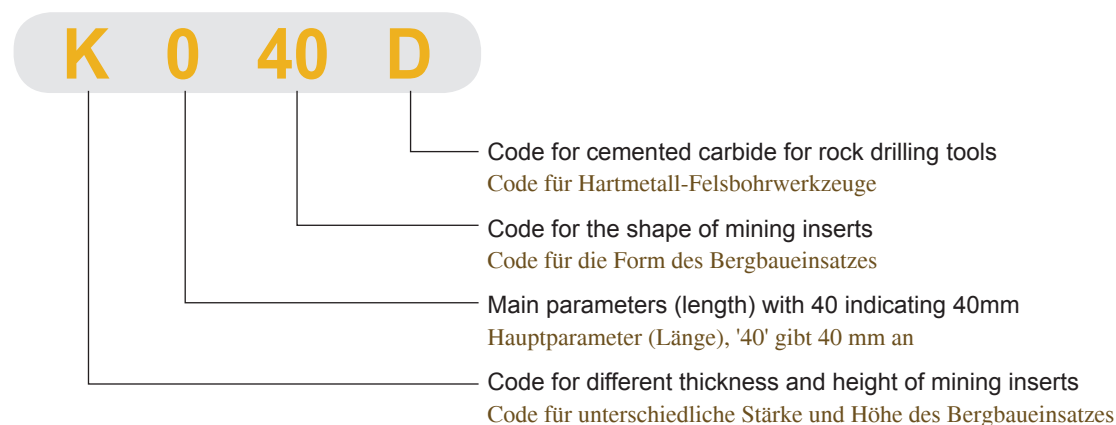 K 0 40 D
Code for cemented carbide for rock drilling tools
Code für Hartmetall-Felsbohrwerkzeuge
Code for the shape of mining inserts
Code für die Form des Bergbaueinsatzes
Main parameters (length) with 40 indicating 40mm
Hauptparameter (Länge), '40' gibt 40 mm an
Code for different thickness and height of mining inserts
Code für unterschiedliche Stärke und Höhe des Bergbaueinsatzes